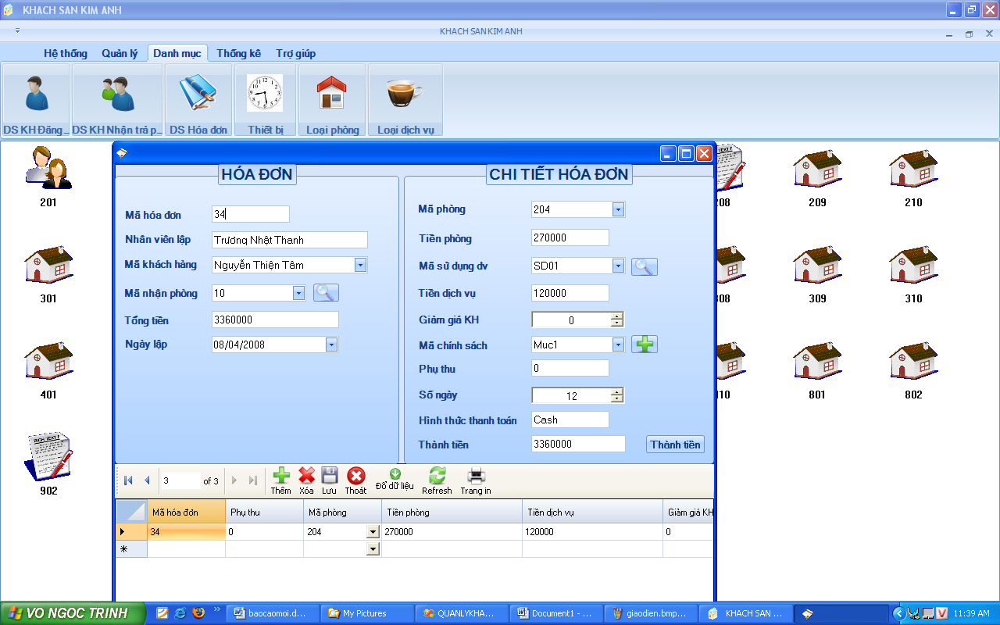 KHACH SAN KIM ANH
KHACH SAN KIM ANH
Hệ thống Quản lý Danh mục Thống kê Trợ giúp
DS KH Đăng... DS KH Nhận trả p... DS Hóa đơn Thiết bị Loại phòng Loại dịch vụ
201
301
401
902
HÓA ĐƠN
Mã hóa đơn 34
Nhân viên lập Trương Nhật Thanh
Mã khách hàng Nguyễn Thiện Tâm
Mã nhận phòng 10
Tổng tiền 3360000
Ngày lập 08/04/2008
CHI TIẾT HÓA ĐƠN
Mã phòng 204
Tiền phòng 270000
Mã sử dụng dv SD01
Tiền dịch vụ 120000
Giảm giá KH 0
Mã chính sách Muc1
Phụ thu 0
Số ngày 12
Hình thức thanh toán Cash
Thành tiền 3360000 Thành tiền
208 209 210
308 309 310
110 801 802
3 of 3 Thêm Xóa Lưu Thoát Đổ dữ liệu Refresh Trang in
Mã hóa đơn Phụ thu Mã phòng Tiền phòng Tiền dịch vụ Giảm giá KH
34 0 204 270000 120000 0
VO NGOC TRINH baocaomoi.d... My Pictures QUANLYKHA... Document1 - ... giaodien.bmp... KHACH SAN ... V 11:39 AM